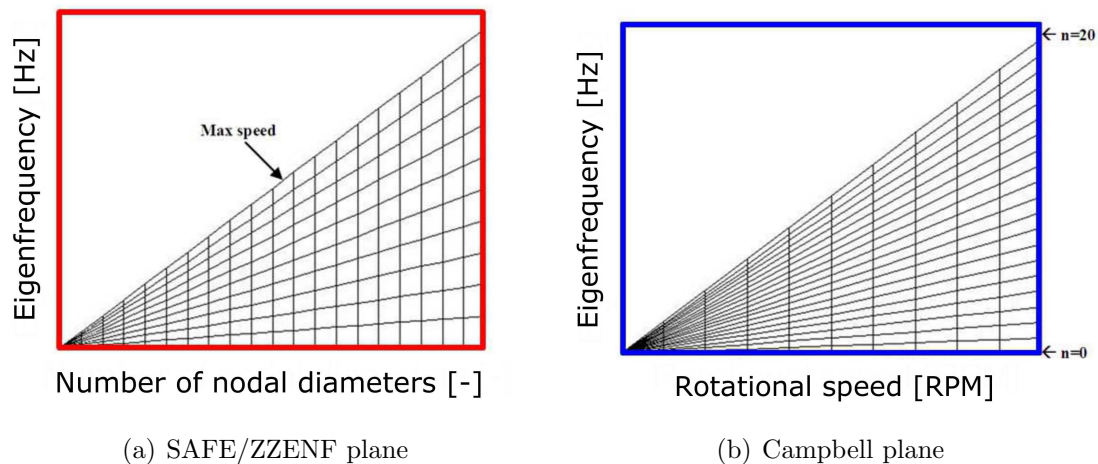 Eigenfrequency [Hz]
Max speed
Number of nodal diameters [-]
(a) SAFE/ZZENF plane
Eigenfrequency [Hz]
← n=20
← n=0
Rotational speed [RPM]
(b) Campbell plane